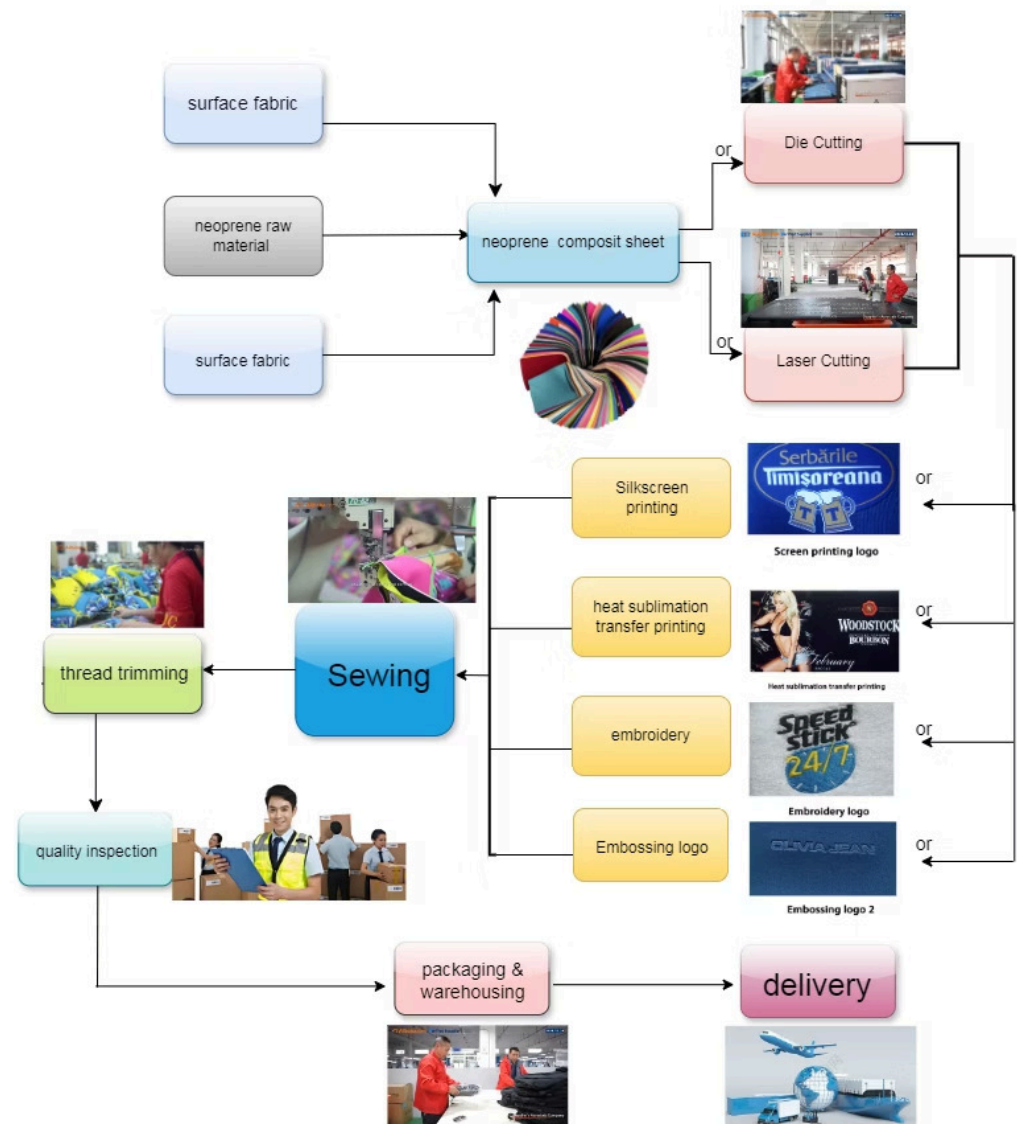 surface fabric
neoprene raw
material
surface fabric
neoprene composit sheet
or
Die Cutting
or
Laser Cutting
Silkscreen
printing
Serbările
Timișoreana
T T
Screen printing logo
or
heat sublimation
transfer printing
WOODSTOCK
BOURBON
February
Heat sublimation transfer printing
or
embroidery
Speed
Stick
24/7
Embroidery logo
or
Embossing logo
OLIVIA JEAN
Embossing logo 2
or
Sewing
thread trimming
quality inspection
packaging &
warehousing
delivery